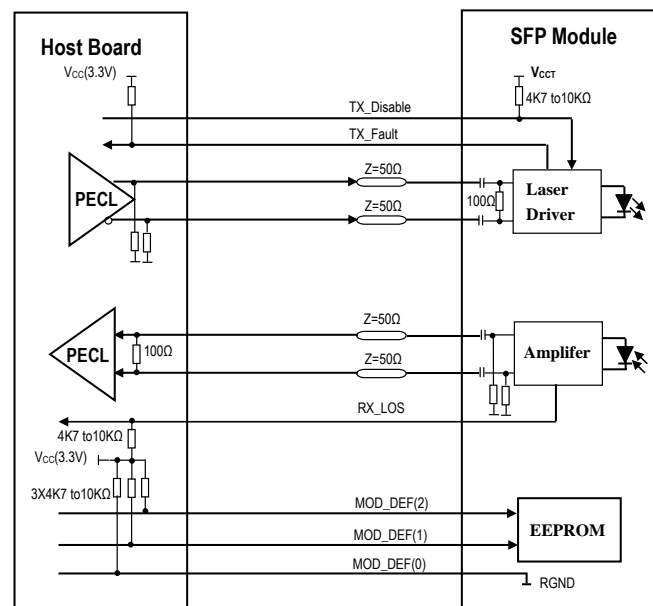 Host Board
SFP Module
VCC(3.3V)
VCCT
4K7 to10KΩ
TX_Disable
TX_Fault
PECL
Z=50Ω
Z=50Ω
100Ω
Laser
Driver
PECL
100Ω
Z=50Ω
Z=50Ω
Amplifer
RX_LOS
4K7 to10KΩ
VCC(3.3V)
3X4K7 to10KΩ
MOD_DEF(2)
MOD_DEF(1)
EEPROM
MOD_DEF(0)
RGND